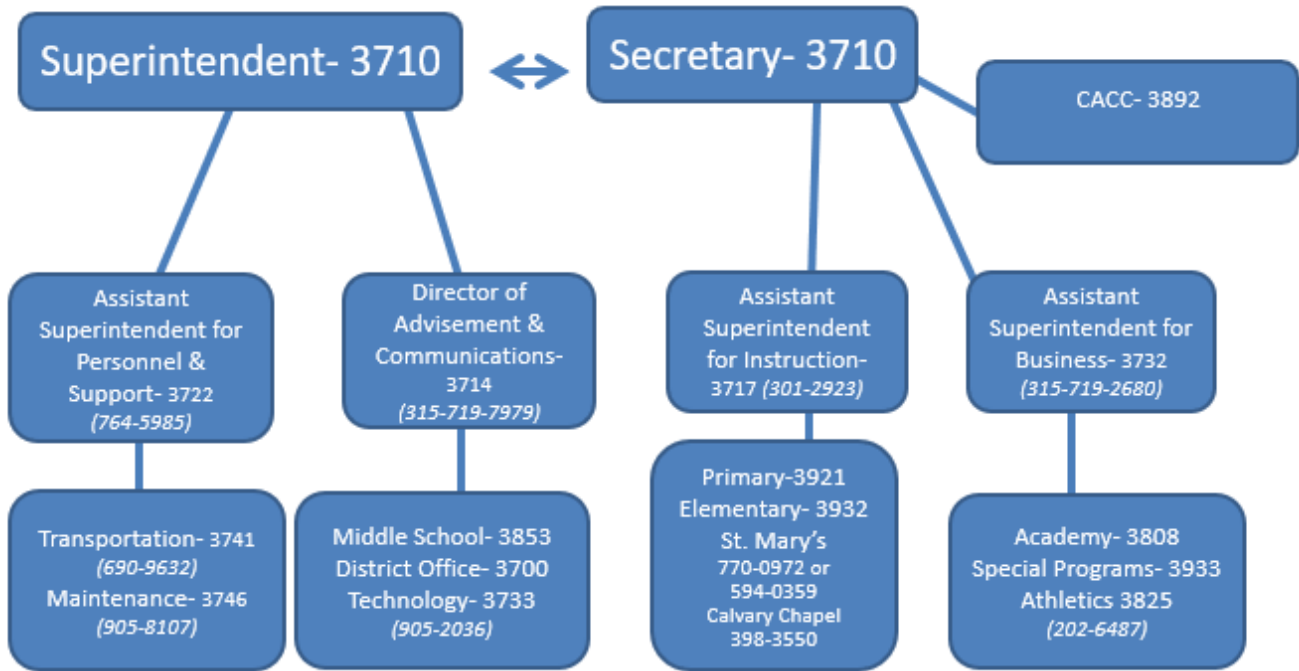 Superintendent- 3710
Secretary- 3710
CACC- 3892
Assistant
Superintendent for
Personnel &
Support- 3722
(764-5985)
Director of
Advisement &
Communications-
3714
(315-719-7979)
Assistant
Superintendent
for Instruction-
3717 (301-2923)
Assistant
Superintendent for
Business- 3732
(315-719-2680)
Transportation- 3741
(690-9632)
Maintenance- 3746
(905-8107)
Middle School- 3853
District Office- 3700
Technology- 3733
(905-2036)
Primary-3921
Elementary- 3932
St. Mary’s
770-0972 or
594-0359
Calvary Chapel
398-3550
Academy- 3808
Special Programs- 3933
Athletics 3825
(202-6487)